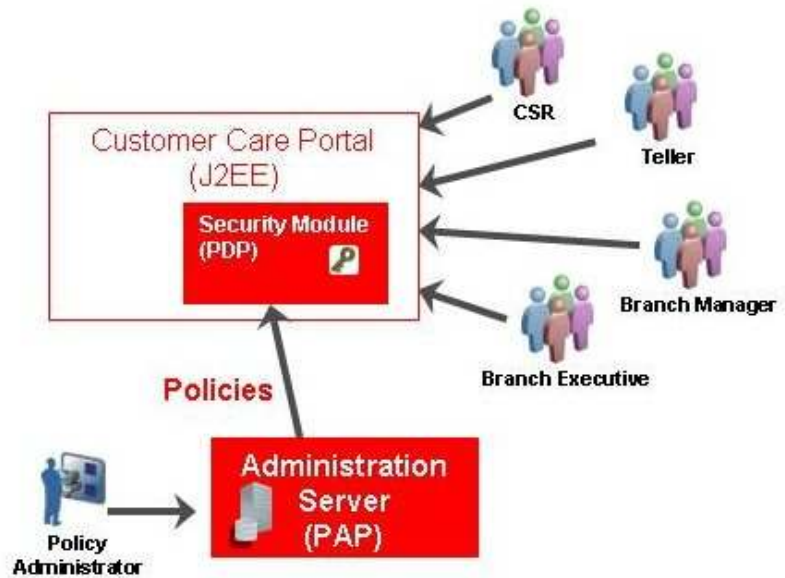 CSR
Teller
Customer Care Portal
(J2EE)
Security Module
(PDP)
Branch Manager
Branch Executive
Policies
Administration
Server
(PAP)
Policy
Administrator